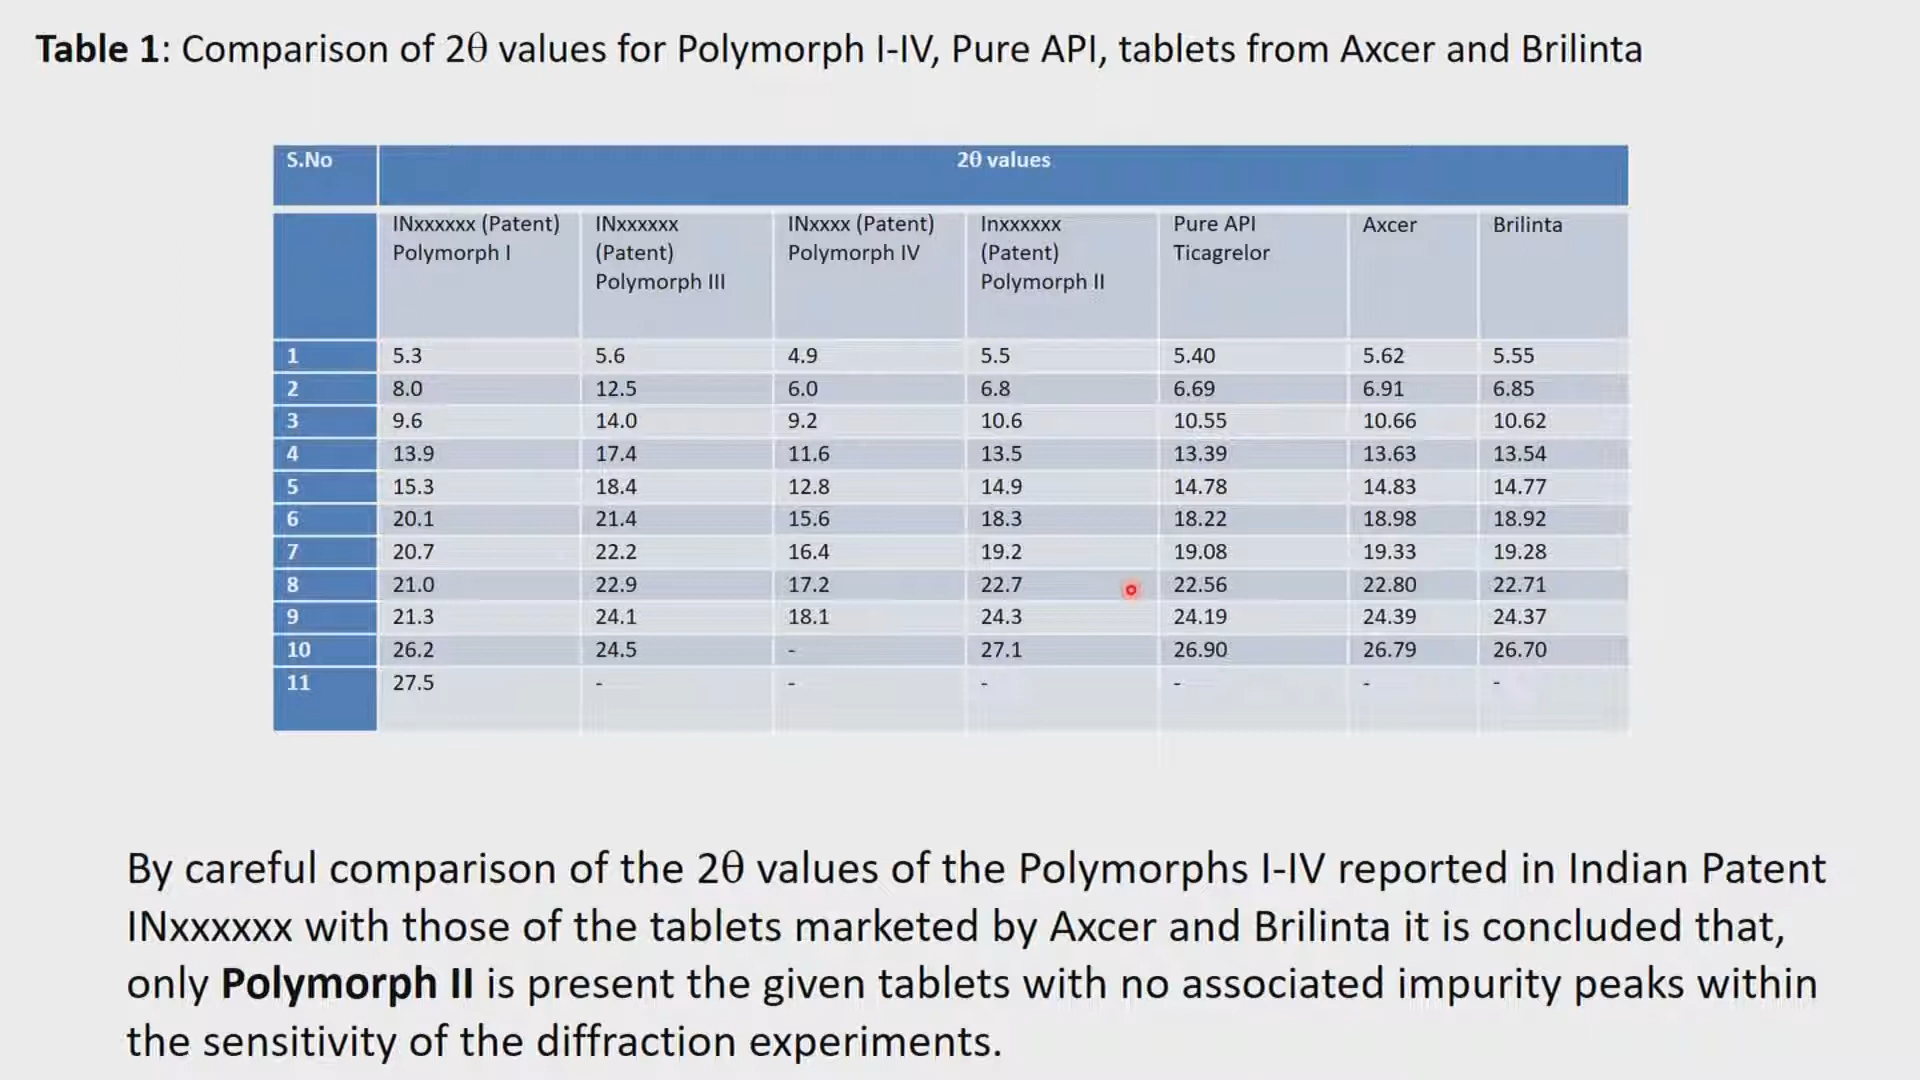 Table 1: Comparison of 2θ values for Polymorph I-IV, Pure API, tablets from Axcer and Brilinta
S.No 2θ values
INxxxxxx (Patent) Polymorph I INxxxxxx (Patent) Polymorph III INxxxx (Patent) Polymorph IV Inxxxxxx (Patent) Polymorph II Pure API Ticagrelor Axcer Brilinta
1 5.3 5.6 4.9 5.5 5.40 5.62 5.55
2 8.0 12.5 6.0 6.8 6.69 6.91 6.85
3 9.6 14.0 9.2 10.6 10.55 10.66 10.62
4 13.9 17.4 11.6 13.5 13.39 13.63 13.54
5 15.3 18.4 12.8 14.9 14.78 14.83 14.77
6 20.1 21.4 15.6 18.3 18.22 18.98 18.92
7 20.7 22.2 16.4 19.2 19.08 19.33 19.28
8 21.0 22.9 17.2 22.7 22.56 22.80 22.71
9 21.3 24.1 18.1 24.3 24.19 24.39 24.37
10 26.2 24.5 - 27.1 26.90 26.79 26.70
11 27.5 - - - - - -
By careful comparison of the 2θ values of the Polymorphs I-IV reported in Indian Patent
INxxxxxx with those of the tablets marketed by Axcer and Brilinta it is concluded that,
only Polymorph II is present the given tablets with no associated impurity peaks within
the sensitivity of the diffraction experiments.